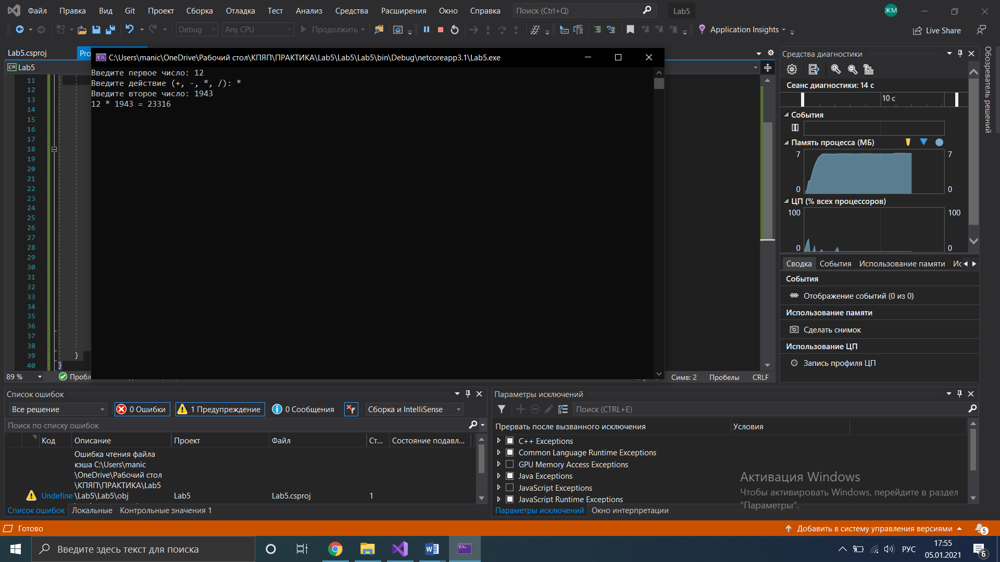 Файл Правка Вид Git Проект Сборка Отладка Тест Анализ Средства Расширения Окно Справка Поиск (Ctrl+Q) Lab5 ЖМ
Debug Any CPU Продолжить Application Insights Live Share
Lab5.csproj Pro
C:\Users\manic\OneDrive\Рабочий стол\КПЯП\ПРАКТИКА\Lab5\Lab5\Lab5\bin\Debug\netcoreapp3.1\Lab5.exe
C# Lab5
Введите первое число: 12
Введите действие (+, -, *, /): *
Введите второе число: 1943
12 * 1943 = 23316
11
12
13
14
15
16
17
18
19
20
21
22
23
24
25
26
27
28
29
30
31
32
33
34
35
36
37
38
39 }
40 }
89 % Пробл
Симв: 2 Пробелы CRLF
Средства диагностики
Сеанс диагностики: 14 с
10 с
События
Память процесса (МБ)
7 7
0 0
ЦП (% всех процессоров)
100 100
0 0
Сводка События Использование памяти Ис
События
Отображение событий (0 из 0)
Использование памяти
Сделать снимок
Использование ЦП
Запись профиля ЦП
Обозреватель решений
Список ошибок
Все решение 0 Ошибки 1 Предупреждение 0 Сообщения Сборка и IntelliSense
Поиск по списку ошибок
Код Описание Проект Файл Ст... Состояние подавл...
Ошибка чтения файла
кэша C:\Users\manic
\OneDrive\Рабочий стол
\КПЯП\ПРАКТИКА\Lab5
Undefine \Lab5\Lab5\obj Lab5 Lab5.csproj 1
Список ошибок Локальные Контрольные значения 1
Параметры исключений
Поиск (CTRL+E)
Прервать после вызванного исключения Условия
C++ Exceptions
Common Language Runtime Exceptions
GPU Memory Access Exceptions
Java Exceptions
JavaScript Exceptions
JavaScript Runtime Exceptions
Параметры исключений Окно интерпретации
Активация Windows
Чтобы активировать Windows, перейдите в раздел
"Параметры".
Готово Добавить в систему управления версиями 5
Введите здесь текст для поиска
РУС 17:55
05.01.2021 6